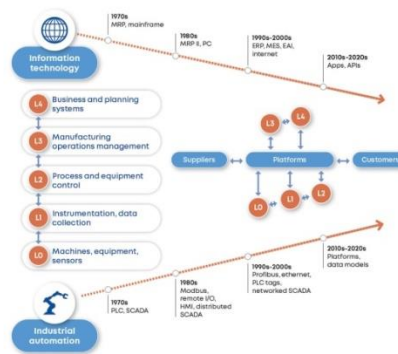 Information
technology
1970s
MRP, mainframe
1980s
MRP II, PC
1990s-2000s
ERP, MES, EAI,
internet
2010s-2020s
Apps, APIs
L4
Business and planning
systems
L3
Manufacturing
operations management
L2
Process and equipment
control
L1
Instrumentation, data
collection
L0
Machines, equipment,
sensors
L3
L4
Suppliers
Platforms
Customers
L0
L1
L2
Industrial
automation
1970s
PLC, SCADA
1980s
Modbus,
remote I/O,
HMI, distributed
SCADA
1990s-2000s
Profibus, ethernet,
PLC tags,
networked SCADA
2010s-2020s
Platforms,
data models